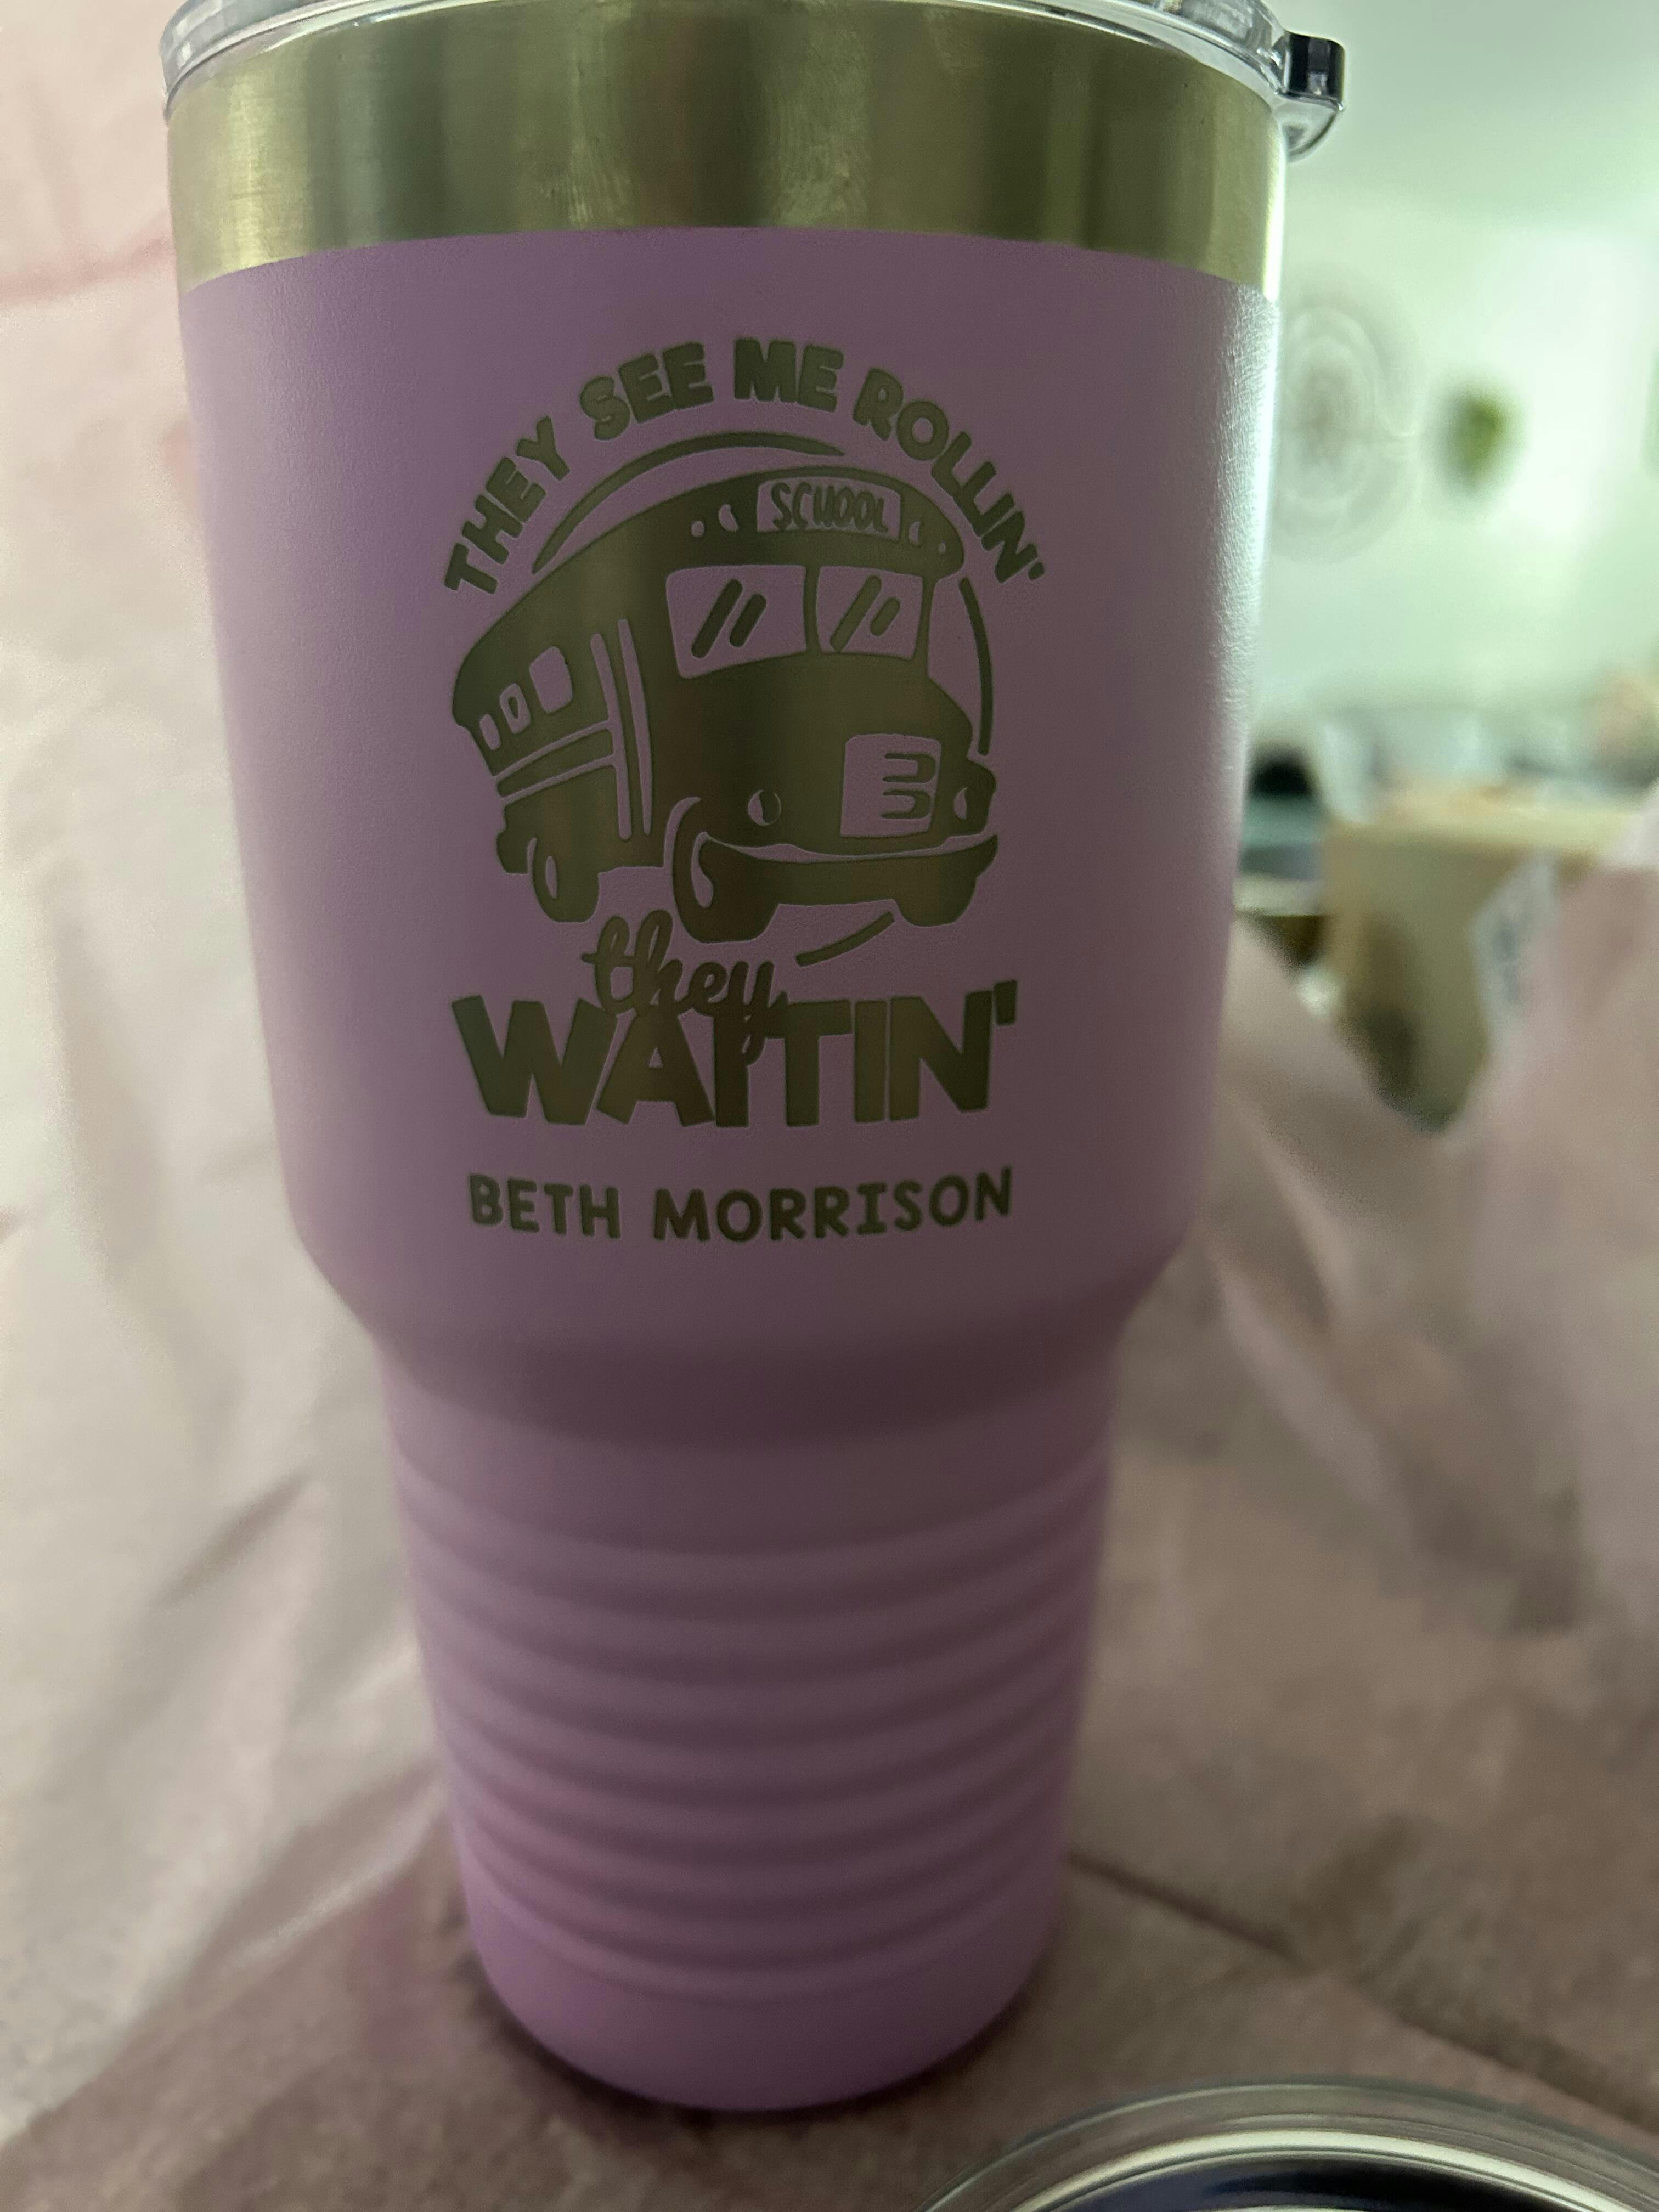 THEY SEE ME ROLLIN'
SCHOOL
they
WAITIN'
BETH MORRISON